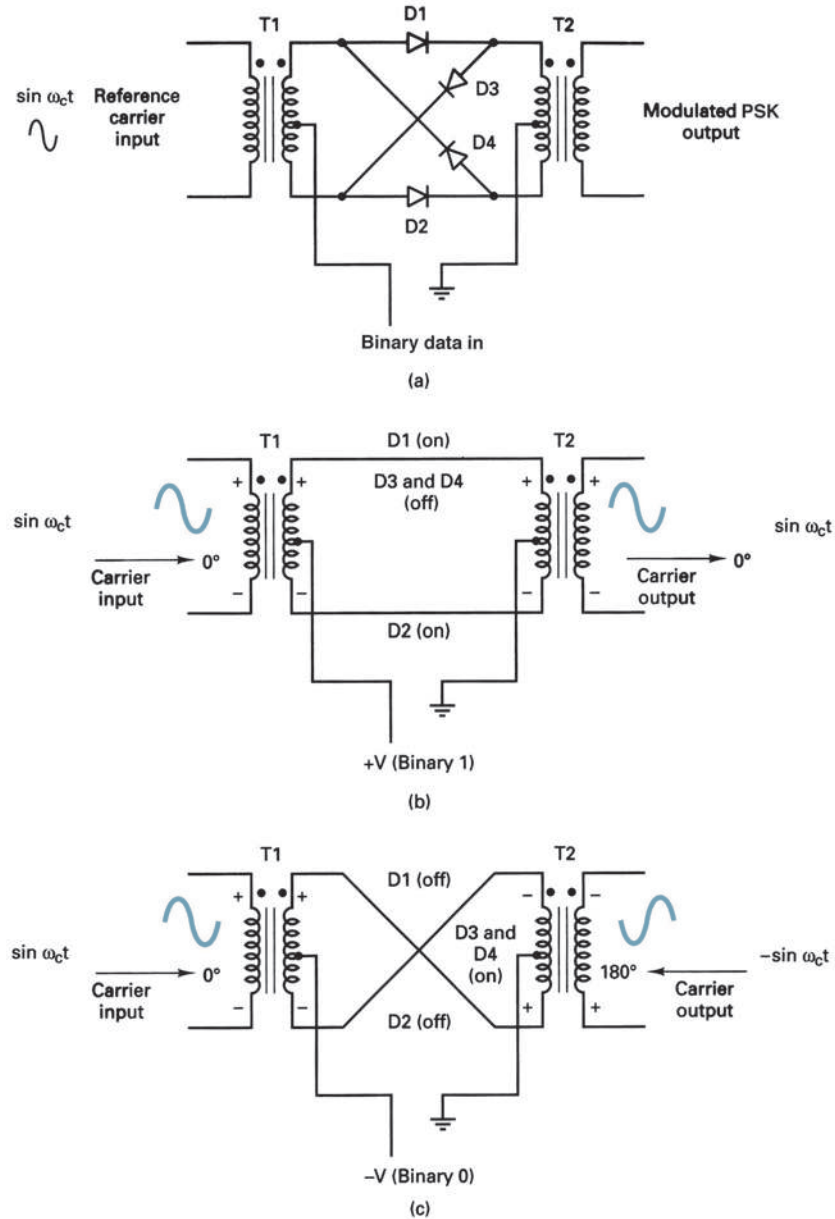 D1
T1
T2
sin ωct
Reference
carrier
input
D3
D4
Modulated PSK
output
D2
Binary data in
(a)
T1
D1 (on)
T2
+
+
D3 and D4
(off)
+
+
sin ωct
sin ωct
0°
0°
Carrier
input
Carrier
output
–
–
–
–
D2 (on)
+V (Binary 1)
(b)
T1
D1 (off)
T2
+
+
–
–
D3 and
D4
(on)
sin ωct
–sin ωct
0°
180°
Carrier
input
Carrier
output
–
–
D2 (off)
+
+
–V (Binary 0)
(c)